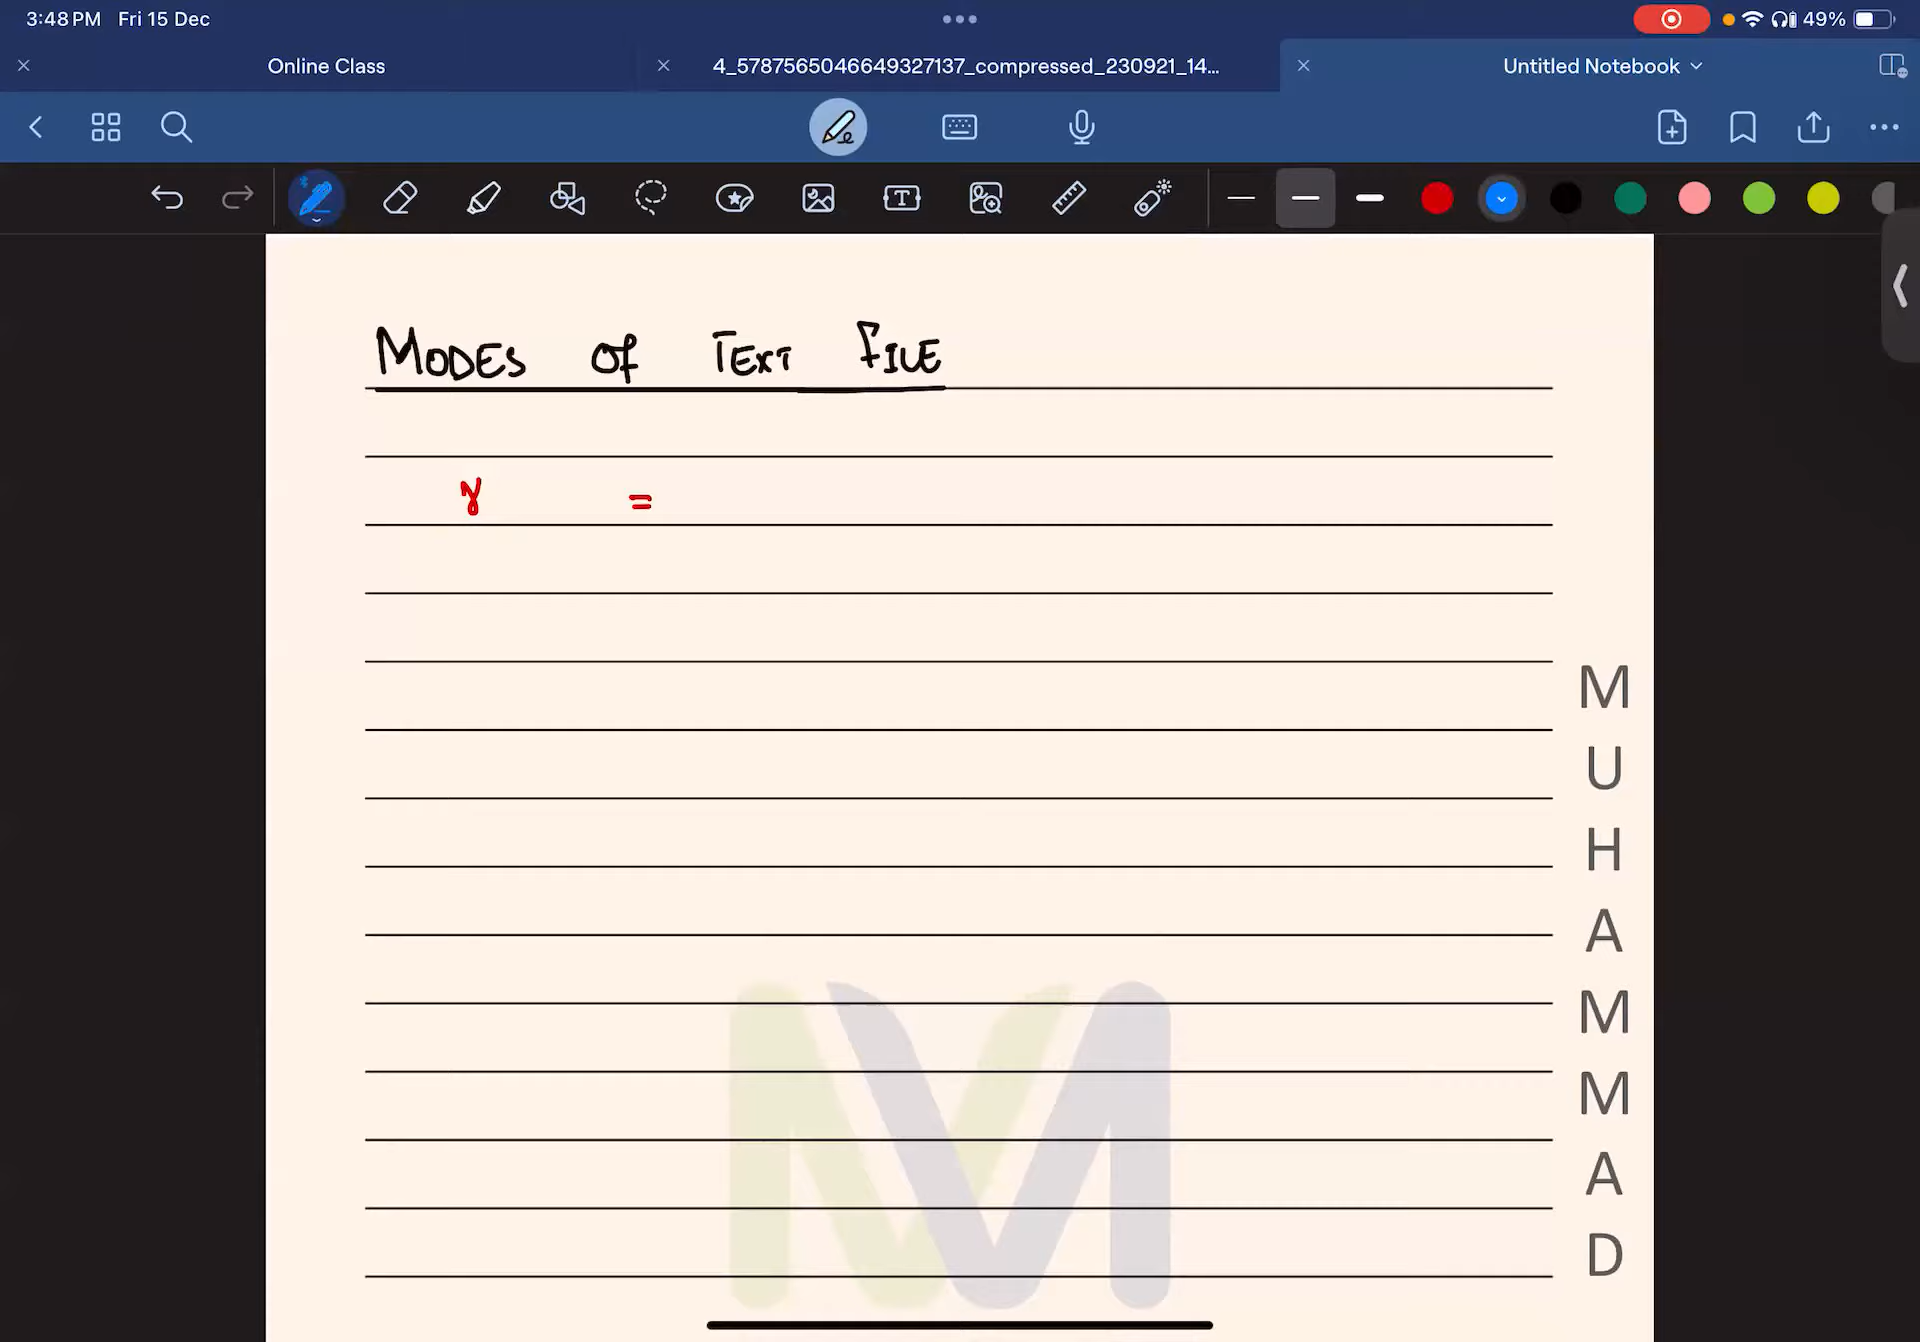 3:48 PM Fri 15 Dec
49%
Online Class
4_5787565046649327137_compressed_230921_14...
Untitled Notebook
MODES OF TEXT FILE
r =
M
U
H
A
M
M
A
D